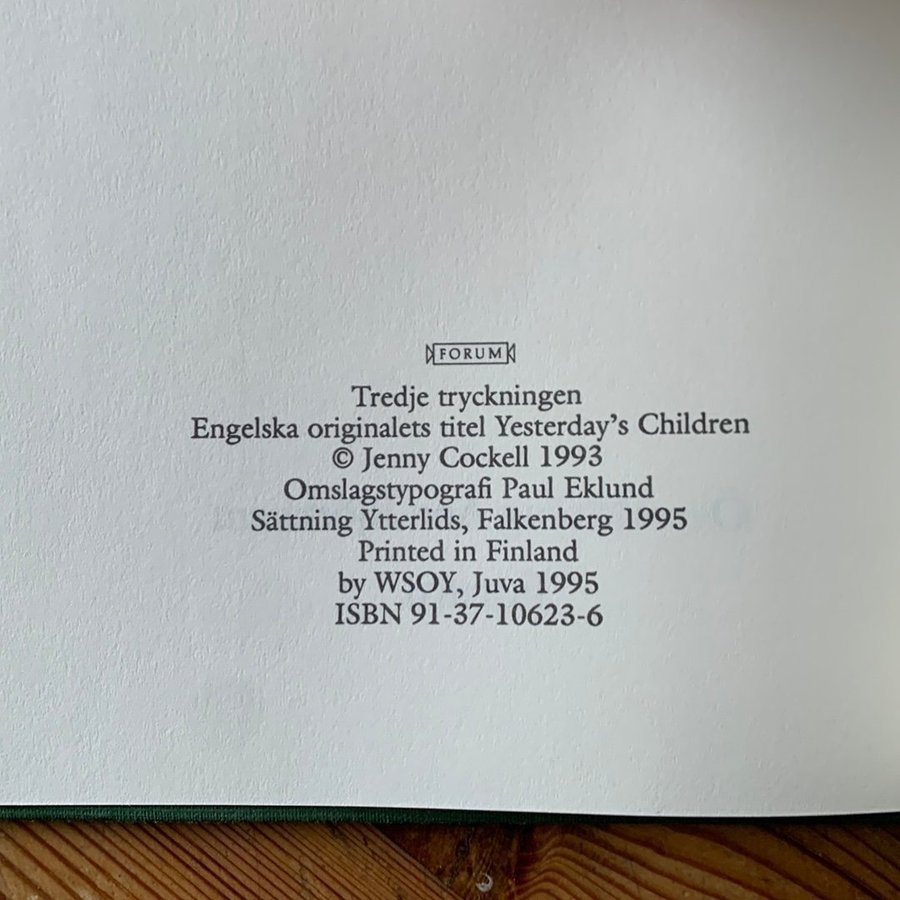 FORUM
Tredje tryckningen
Engelska originalets titel Yesterday's Children
© Jenny Cockell 1993
Omslagstypografi Paul Eklund
Sättning Ytterlids, Falkenberg 1995
Printed in Finland
by WSOY, Juva 1995
ISBN 91-37-10623-6